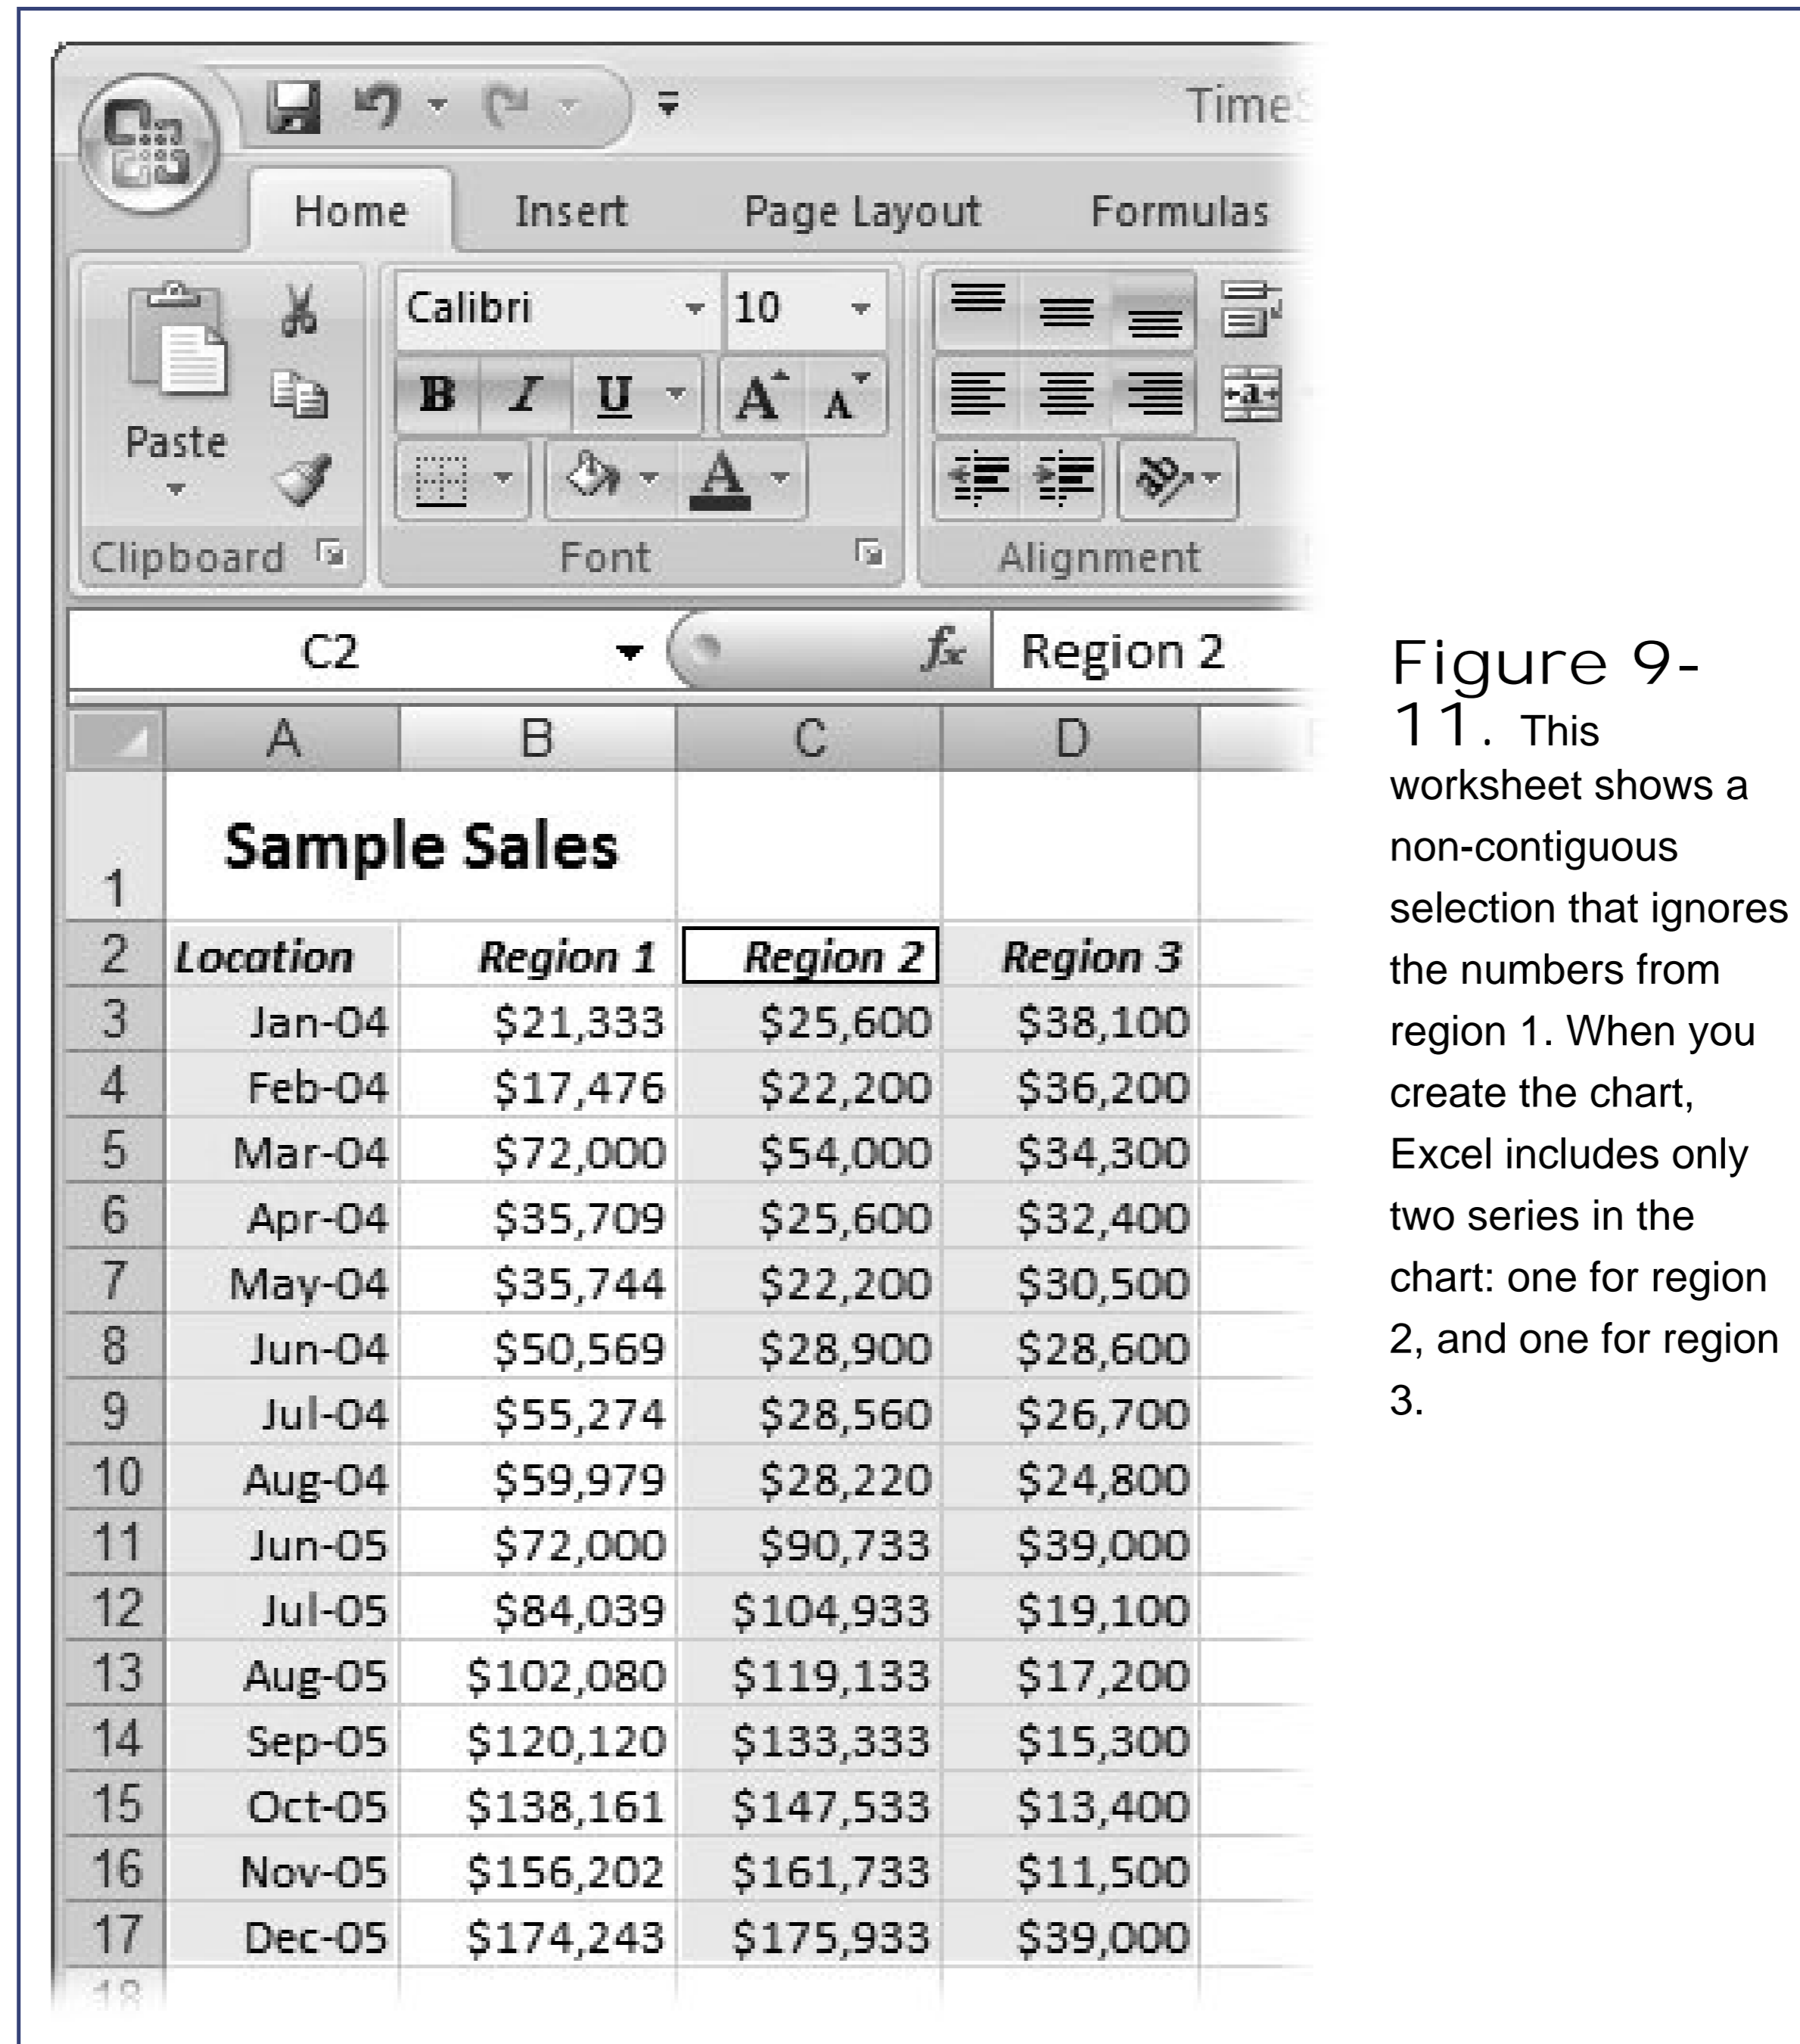 Time
Home Insert Page Layout Formulas
Calibri 10
B I U A A
Paste A ab a
Clipboard Font Alignment
C2 fx Region 2
A B C D
1 Sample Sales
2 Location Region 1 Region 2 Region 3
3 Jan-04 $21,333 $25,600 $38,100
4 Feb-04 $17,476 $22,200 $36,200
5 Mar-04 $72,000 $54,000 $34,300
6 Apr-04 $35,709 $25,600 $32,400
7 May-04 $35,744 $22,200 $30,500
8 Jun-04 $50,569 $28,900 $28,600
9 Jul-04 $55,274 $28,560 $26,700
10 Aug-04 $59,979 $28,220 $24,800
11 Jun-05 $72,000 $90,733 $39,000
12 Jul-05 $84,039 $104,933 $19,100
13 Aug-05 $102,080 $119,133 $17,200
14 Sep-05 $120,120 $133,333 $15,300
15 Oct-05 $138,161 $147,533 $13,400
16 Nov-05 $156,202 $161,733 $11,500
17 Dec-05 $174,243 $175,933 $39,000
18
Figure 9-
11. This
worksheet shows a
non-contiguous
selection that ignores
the numbers from
region 1. When you
create the chart,
Excel includes only
two series in the
chart: one for region
2, and one for region
3.